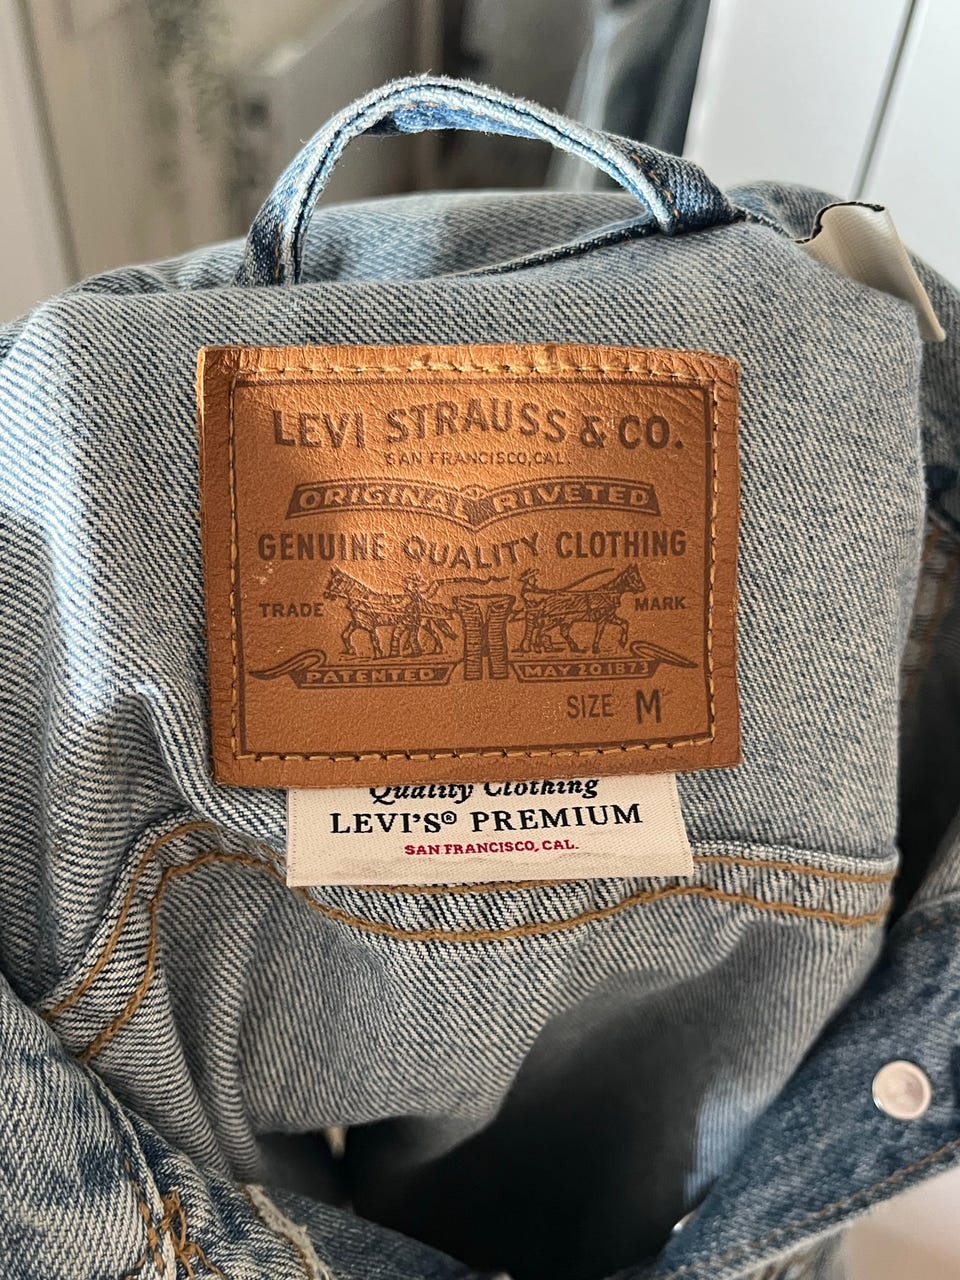 LEVI STRAUSS & CO.
SAN FRANCISCO, CAL.
ORIGINAL RIVETED
GENUINE QUALITY CLOTHING
TRADE MARK
PATENTED MAY 20 1873
SIZE M
Quality Clothing
LEVI'S® PREMIUM
SAN FRANCISCO, CAL.